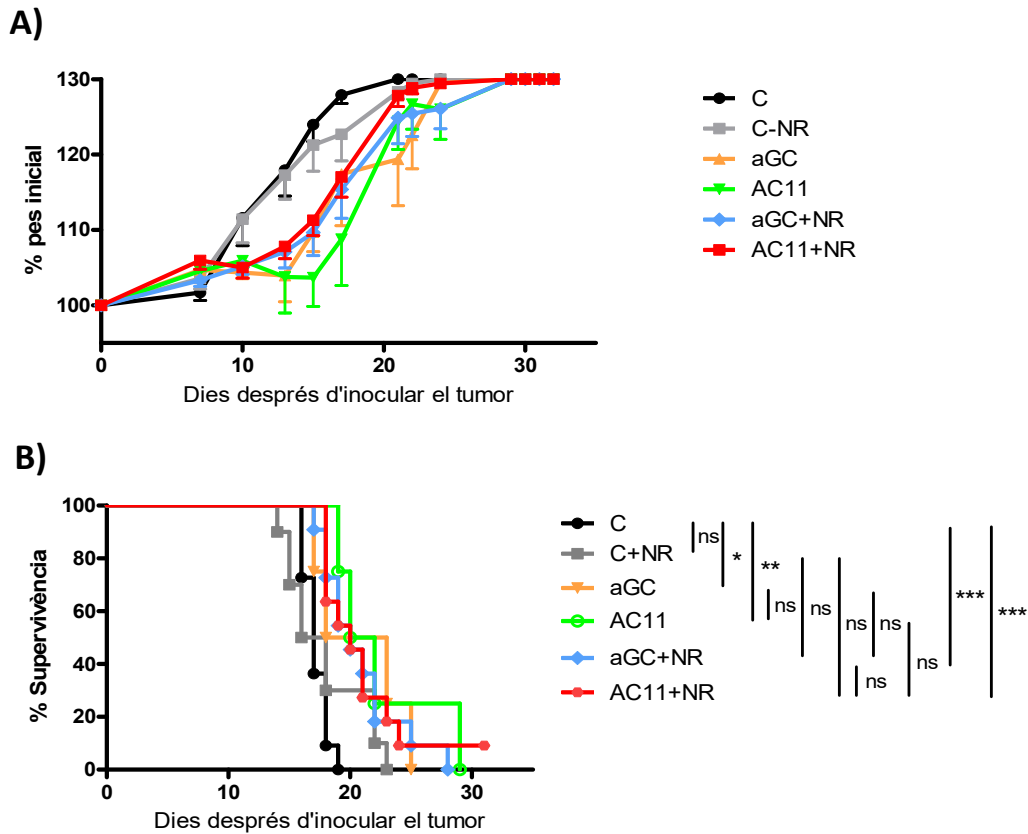 A)
130
120
110
100
% pes inicial
0
10
20
30
Dies després d'inocular el tumor
C
C-NR
aGC
AC11
aGC+NR
AC11+NR
B)
100
80
60
40
20
0
% Supervivència
0
10
20
30
Dies després d'inocular el tumor
C
C+NR
aGC
AC11
aGC+NR
AC11+NR
ns
*
**
ns
ns
ns
ns
ns
ns
***
***